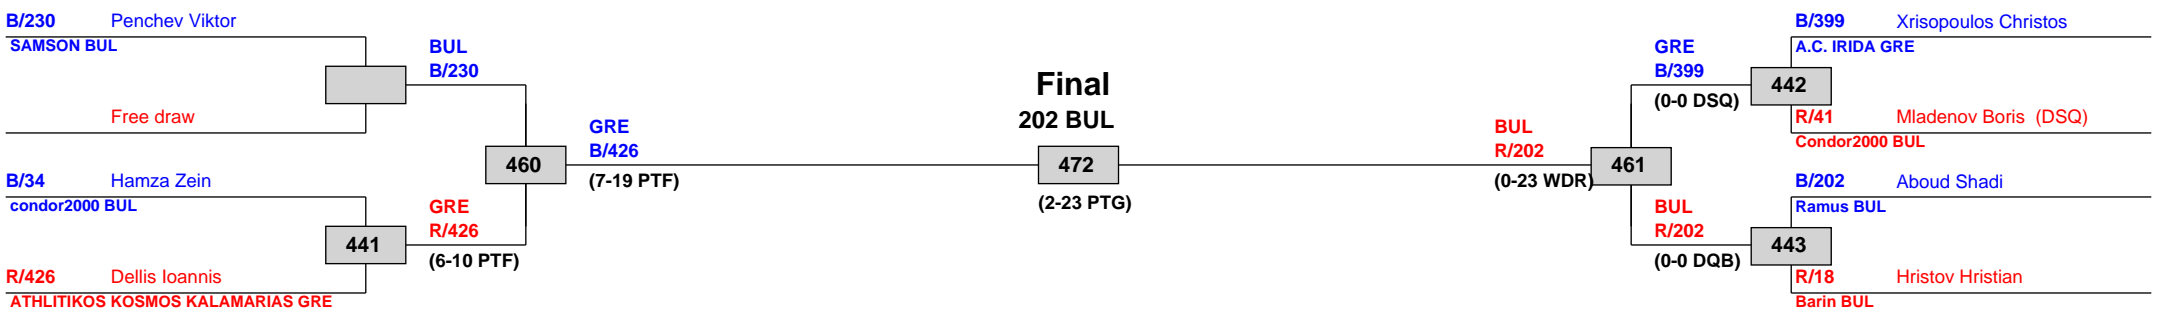 B/230 Penchev Viktor
SAMSON BUL
BUL
B/230
Free draw
GRE
B/426
460
(7-19 PTF)
B/34 Hamza Zein
condor2000 BUL
GRE
R/426
441
(6-10 PTF)
R/426 Dellis Ioannis
ATHLITIKOS KOSMOS KALAMARIAS GRE
Final
202 BUL
472
(2-23 PTG)
B/399 Xrisopoulos Christos
A.C. IRIDA GRE
GRE
B/399
442
(0-0 DSQ)
R/41 Mladenov Boris (DSQ)
Condor2000 BUL
BUL
R/202
461
(0-23 WDR)
B/202 Aboud Shadi
Ramus BUL
BUL
R/202
443
(0-0 DQB)
R/18 Hristov Hristian
Barin BUL